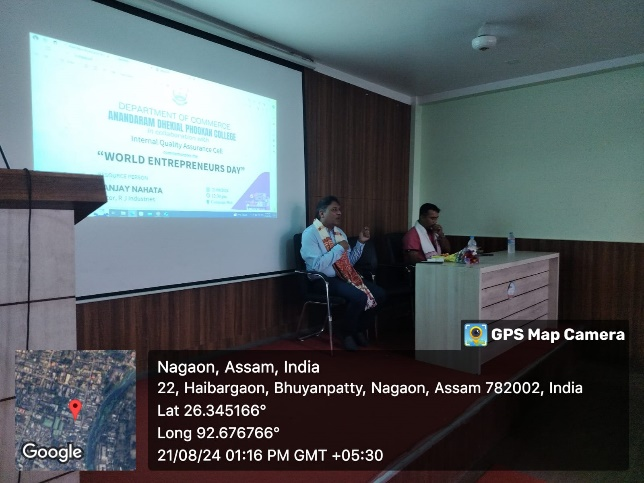 DEPARTMENT OF COMMERCE
ANANDARAM DHEKIAL PHOOKAN COLLEGE
Internal Quality Assurance Cell
"WORLD ENTREPRENEURS DAY"
ANJAY NAHATA
GPS Map Camera
Nagaon, Assam, India
22, Haibargaon, Bhuyanpatty, Nagaon, Assam 782002, India
Lat 26.345166°
Long 92.676766°
21/08/24 01:16 PM GMT +05:30
Google